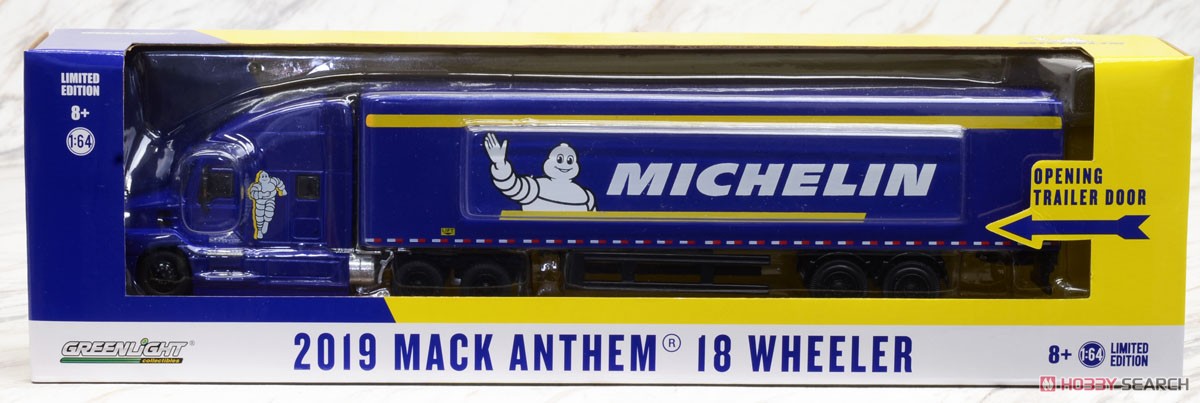 LIMITED
EDITION
8+
1:64
MICHELIN
OPENING
TRAILER DOOR
GREENLIGHT®
collectibles
2019 MACK ANTHEM® 18 WHEELER
8+ 1:64 LIMITED
EDITION
HOBBY-SEARCH